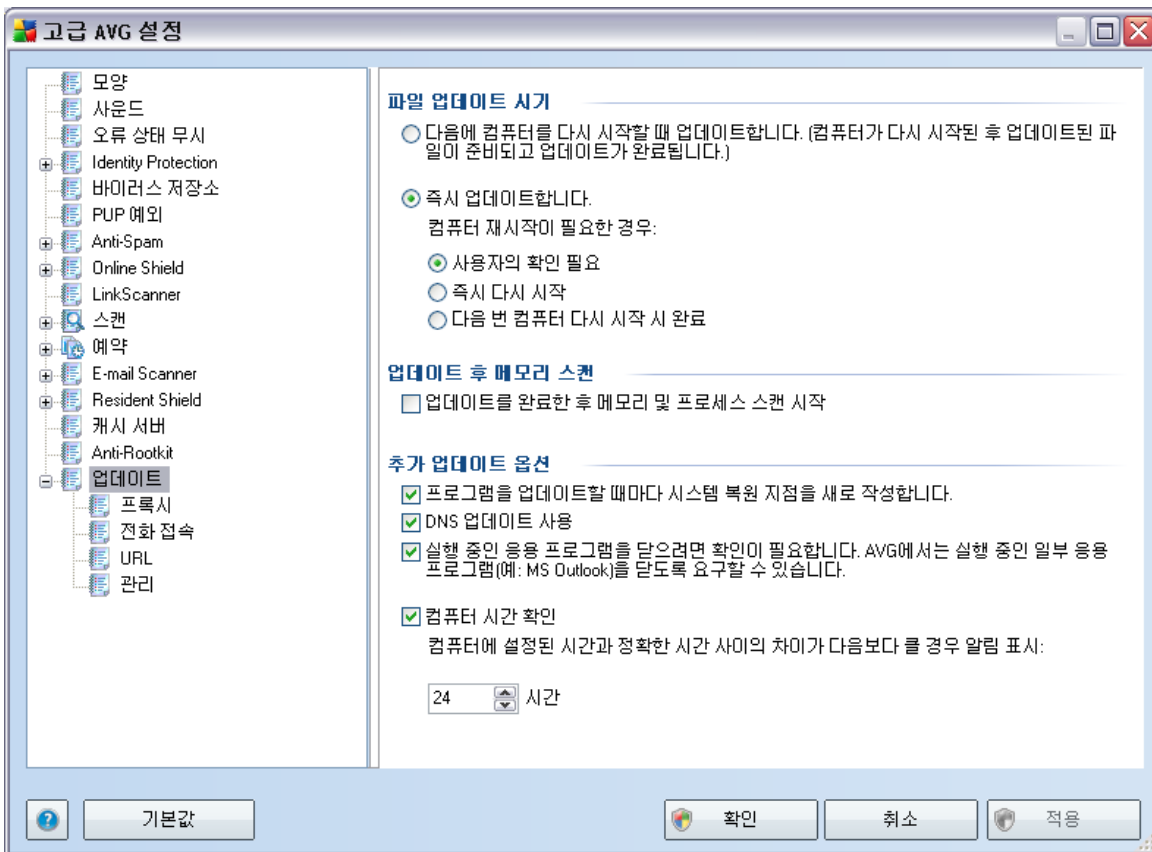 고급 AVG 설정
모양
사운드
오류 상태 무시
Identity Protection
바이러스 저장소
PUP 예외
Anti-Spam
Online Shield
LinkScanner
스캔
예약
E-mail Scanner
Resident Shield
캐시 서버
Anti-Rootkit
업데이트
프록시
전화 접속
URL
관리
파일 업데이트 시기
다음에 컴퓨터를 다시 시작할 때 업데이트합니다. (컴퓨터가 다시 시작된 후 업데이트된 파
일이 준비되고 업데이트가 완료됩니다.)
즉시 업데이트합니다.
컴퓨터 재시작이 필요한 경우:
사용자의 확인 필요
즉시 다시 시작
다음 번 컴퓨터 다시 시작 시 완료
업데이트 후 메모리 스캔
업데이트를 완료한 후 메모리 및 프로세스 스캔 시작
추가 업데이트 옵션
프로그램을 업데이트할 때마다 시스템 복원 지점을 새로 작성합니다.
DNS 업데이트 사용
실행 중인 응용 프로그램을 닫으려면 확인이 필요합니다. AVG에서는 실행 중인 일부 응용
프로그램(예: MS Outlook)을 닫도록 요구할 수 있습니다.
컴퓨터 시간 확인
컴퓨터에 설정된 시간과 정확한 시간 사이의 차이가 다음보다 클 경우 알림 표시:
24 시간
기본값
확인
취소
적용